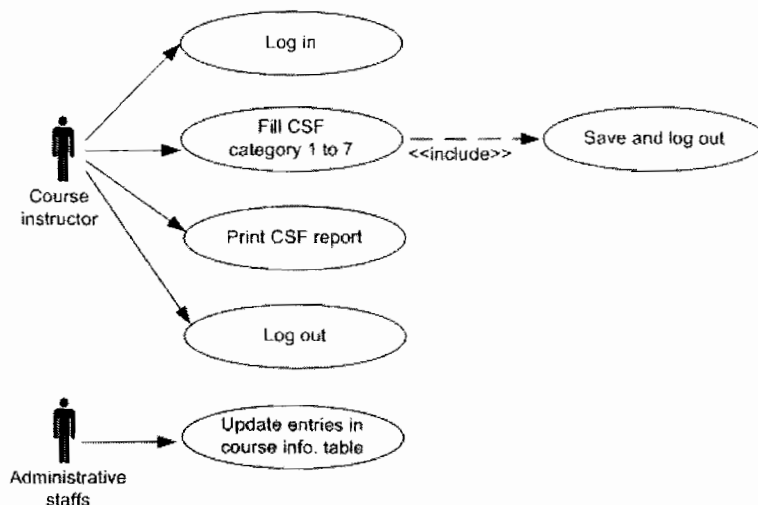 Log in
Fill CSF
category 1 to 7
<<include>>
Save and log out
Course
instructor
Print CSF report
Log out
Update entries in
course info. table
Administrative
staffs